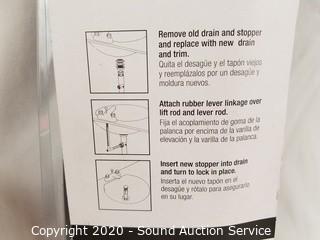 Remove old drain and stopper
and replace with new drain
and trim.
Quita el desagüe y el tapón viejos
y reemplázalos por un desagüe y
moldura nuevos.
Attach rubber lever linkage over
lift rod and lever rod.
Fija el acoplamiento de goma de la
palanca por encima de la varilla de
elevación y la varilla de la palanca.
Insert new stopper into drain
and turn to lock in place.
Inserta el nuevo tapón en el
desagüe y rótalo para asegurarlo
en su lugar.
Copyright 2020 - Sound Auction Service